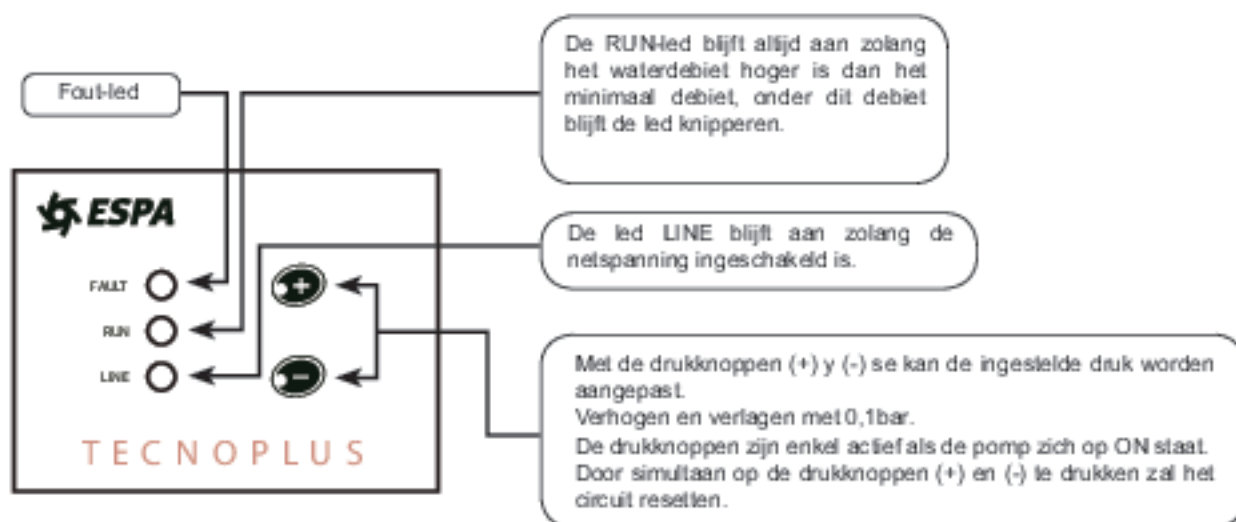 De RUN-led blijft altijd aan zolang
het waterdebiet hoger is dan het
minimaal debiet, onder dit debiet
blijft de led knipperen.
Fout-led
ESPA
De led LINE blijft aan zolang de
netspanning ingeschakeld is.
FAULT
+
RUN
LINE
-
Met de drukknoppen (+) y (-) se kan de ingestelde druk worden
aangepast.
Verhogen en verlagen met 0,1bar.
De drukknoppen zijn enkel actief als de pomp zich op ON staat.
Door simultaan op de drukknoppen (+) en (-) te drukken zal het
circuit resetten.
TECNOPLUS